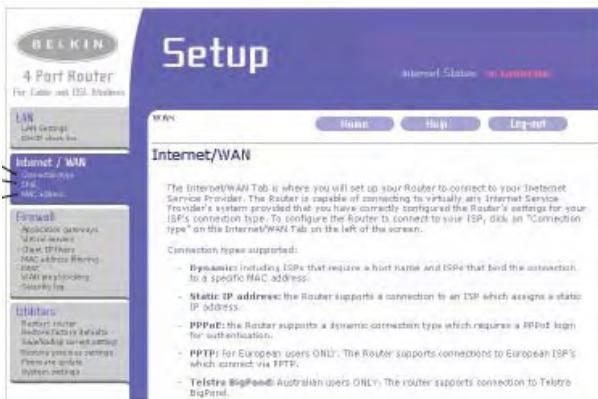 BELKIN
4 Port Router
For Cable and DSL Modems
Setup
Internet Status:
LAN
LAN Settings
DHCP client list
Internet / WAN
Connection type
DNS
MAC address
Firewall
Application gateways
Virtual servers
Client IP filters
MAC address filtering
DMZ
WAN ping blocking
Security log
Utilities
Restart router
Restore factory defaults
Save/Backup current settings
Restore previous settings
Firmware update
System settings
WAN
Home
Help
Log-out
Internet/WAN
The Internet/WAN Tab is where you will set up your Router to connect to your Ineternet
Service Provider. The Router is capable of connecting to virtually any Internet Service
Provider's system provided that you have correctly configured the Router's settings for your
ISP's connection type. To configure the Router to connect to your ISP, click on "Connection
type" on the Internet/WAN Tab on the left of the screen.
Connection types supported:
- Dynamic: including ISPs that require a host name and ISPs that bind the connection
to a specific MAC address.
- Static IP address: the Router supports a connection to an ISP which assigns a static
IP address.
- PPPoE: the Router supports a dynamic connection type which requires a PPPoE login
for authentication.
- PPTP: For European users ONLY. The Router supports connections to European ISP's
which connect via PPTP.
- Telstra BigPond: Australian users ONLY. The router supports connection to Telstra
BigPond.